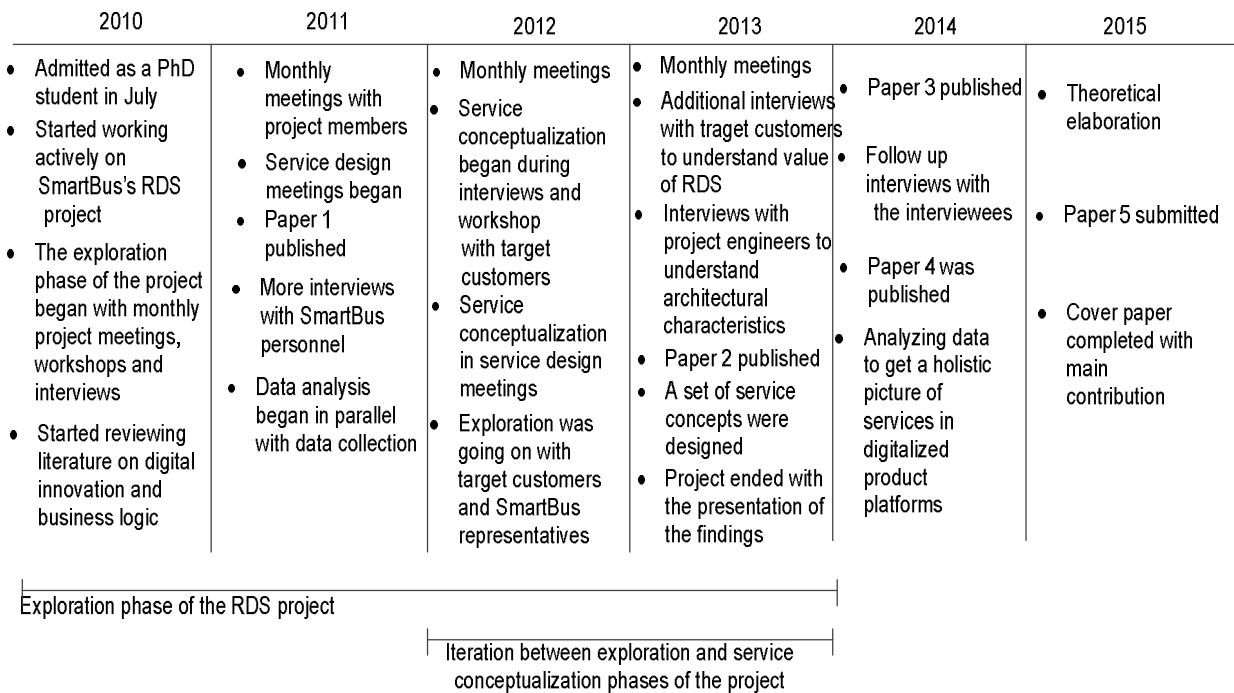 2010
• Admitted as a PhD
student in July
• Started working
actively on
SmartBus's RDS
project
• The exploration
phase of the project
began with monthly
project meetings,
workshops and
interviews
• Started reviewing
literature on digital
innovation and
business logic
2011
• Monthly
meetings with
project members
• Service design
meetings began
• Paper 1
published
• More interviews
with SmartBus
personnel
• Data analysis
began in parallel
with data collection
2012
• Monthly meetings
• Service
conceptualization
began during
interviews and
workshop
with target
customers
• Service
conceptualization
in service design
meetings
• Exploration was
going on with
target customers
and SmartBus
representatives
2013
• Monthly meetings
• Additional interviews
with traget customers
to understand value
of RDS
• Interviews with
project engineers to
understand
architectural
characteristics
• Paper 2 published
• A set of service
concepts were
designed
• Project ended with
the presentation of
the findings
2014
• Paper 3 published
• Follow up
interviews with
the interviewees
• Paper 4 was
published
• Analyzing data
to get a holistic
picture of
services in
digitalized
product
platforms
2015
• Theoretical
elaboration
• Paper 5 submitted
• Cover paper
completed with
main
contribution
Exploration phase of the RDS project
Iteration between exploration and service
conceptualization phases of the project